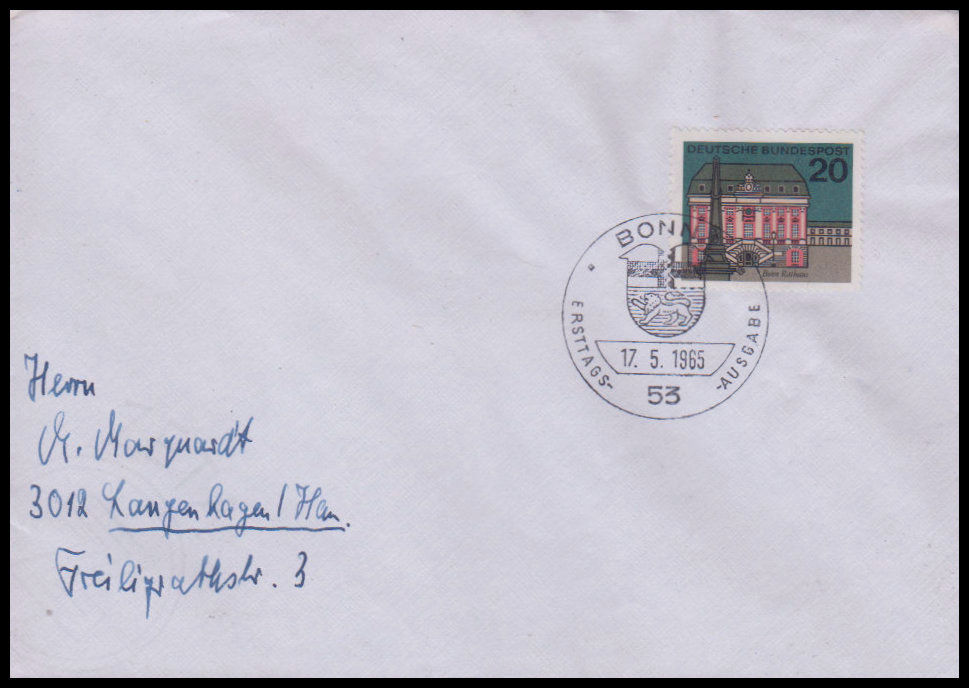 DEUTSCHE BUNDESPOST
20
Bonn Rathaus
BONN
ERSTTAGS- -AUSGABE
17. 5. 1965
53
Herrn
M. Marquardt
3012 Langenhagen / Han.
Freiligrathstr. 3